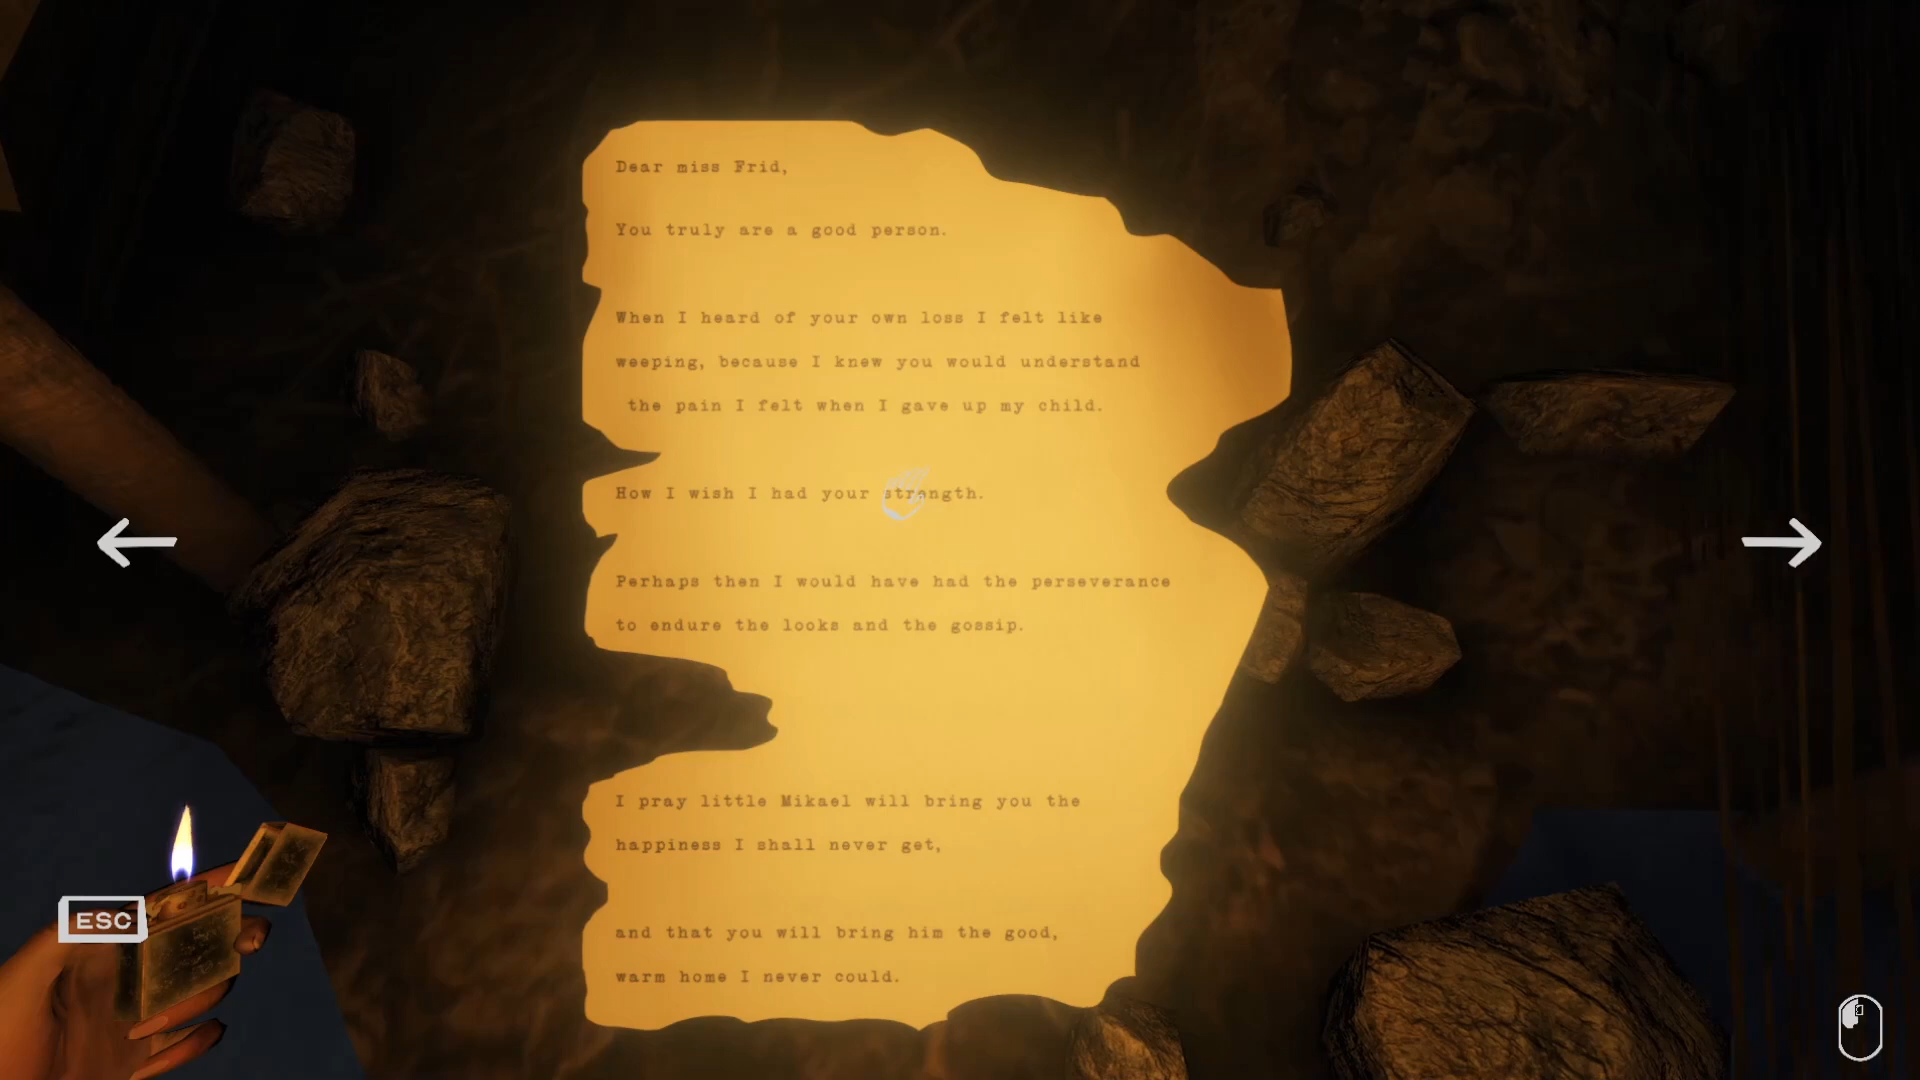 Dear miss Frid,
You truly are a good person.
When I heard of your own loss I felt like
weeping, because I knew you would understand
the pain I felt when I gave up my child.
How I wish I had your strength.
Perhaps then I would have had the perseverance
to endure the looks and the gossip.
I pray little Mikael will bring you the
happiness I shall never get,
and that you will bring him the good,
warm home I never could.
ESC